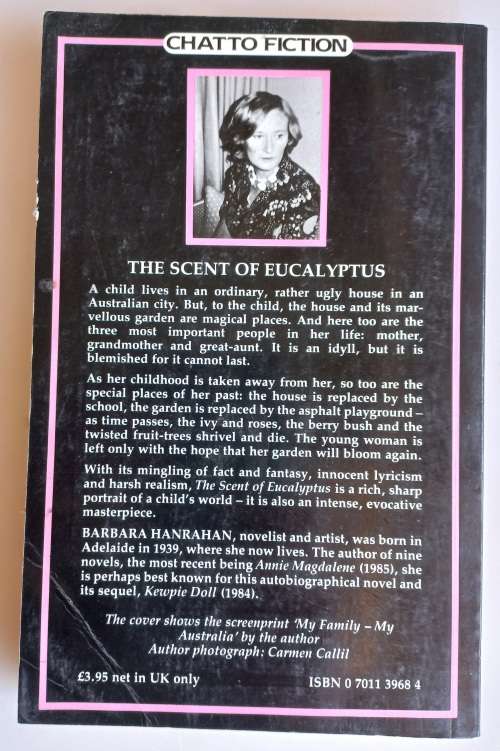 CHATTO FICTION
THE SCENT OF EUCALYPTUS
A child lives in an ordinary, rather ugly house in an
Australian city. But, to the child, the house and its mar-
vellous garden are magical places. And here too are the
three most important people in her life: mother,
grandmother and great-aunt. It is an idyll, but it is
blemished for it cannot last.
As her childhood is taken away from her, so too are the
special places of her past: the house is replaced by the
school, the garden is replaced by the asphalt playground –
as time passes, the ivy and roses, the berry bush and the
twisted fruit-trees shrivel and die. The young woman is
left only with the hope that her garden will bloom again.
With its mingling of fact and fantasy, innocent lyricism
and harsh realism, The Scent of Eucalyptus is a rich, sharp
portrait of a child's world – it is also an intense, evocative
masterpiece.
BARBARA HANRAHAN, novelist and artist, was born in
Adelaide in 1939, where she now lives. The author of nine
novels, the most recent being Annie Magdalene (1985), she
is perhaps best known for this autobiographical novel and
its sequel, Kewpie Doll (1984).
The cover shows the screenprint 'My Family – My
Australia' by the author
Author photograph: Carmen Callil
£3.95 net in UK only
ISBN 0 7011 3968 4